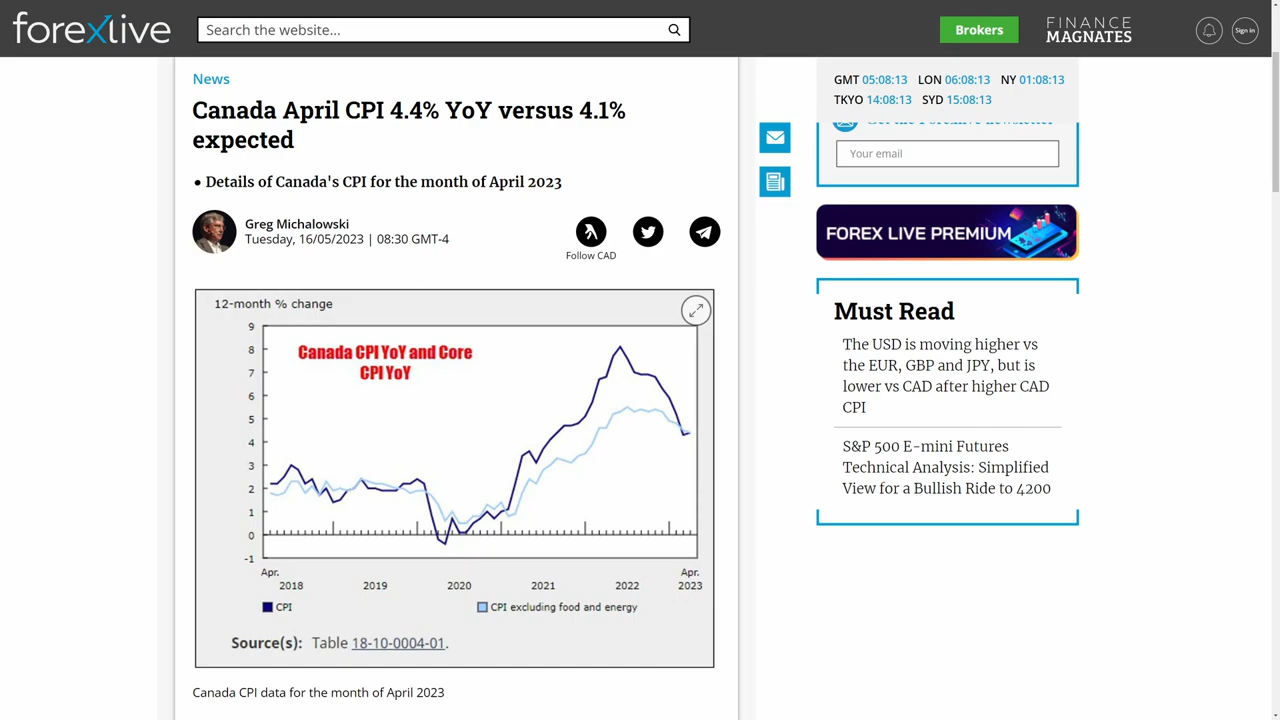 forexlive
Search the website...
Brokers
FINANCE
MAGNATES
Sign in
News
Canada April CPI 4.4% YoY versus 4.1%
expected
• Details of Canada's CPI for the month of April 2023
Greg Michalowski
Tuesday, 16/05/2023 | 08:30 GMT-4
Follow CAD
12-month % change
Canada CPI YoY and Core
CPI YoY
9
8
7
6
5
4
3
2
1
0
-1
Apr.
Apr.
2018
2019
2020
2021
2022
2023
CPI
CPI excluding food and energy
Source(s): Table 18-10-0004-01.
Canada CPI data for the month of April 2023
GMT 05:08:13 LON 06:08:13 NY 01:08:13
TKYO 14:08:13 SYD 15:08:13
Your email
FOREX LIVE PREMIUM
Must Read
The USD is moving higher vs
the EUR, GBP and JPY, but is
lower vs CAD after higher CAD
CPI
S&P 500 E-mini Futures
Technical Analysis: Simplified
View for a Bullish Ride to 4200